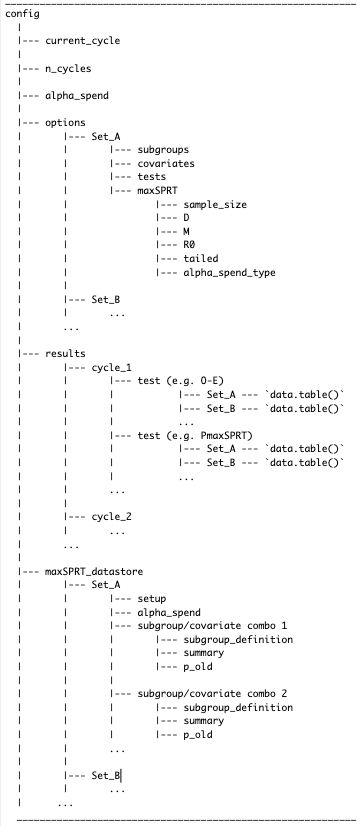 config
|
|--- current_cycle
|
|--- n_cycles
|
|--- alpha_spend
|
|--- options
|       |--- Set_A
|       |       |--- subgroups
|       |       |--- covariates
|       |       |--- tests
|       |       |--- maxSPRT
|       |               |--- sample_size
|       |               |--- D
|       |               |--- M
|       |               |--- R0
|       |               |--- tailed
|       |               |--- alpha_spend_type
|       |
|       |--- Set_B
|               ...
|      ...
|
|--- results
|       |--- cycle_1
|       |       |--- test (e.g. O-E)
|       |       |           |--- Set_A --- `data.table()`
|       |       |           |--- Set_B --- `data.table()`
|       |       |           ...
|       |       |--- test (e.g. PmaxSPRT)
|       |       |           |--- Set_A --- `data.table()`
|       |       |           |--- Set_B --- `data.table()`
|       |       |           ...
|       |       ...
|       |
|       |--- cycle_2
|               ...
|      ...
|
|--- maxSPRT_datastore
|       |--- Set_A
|       |       |--- setup
|       |       |--- alpha_spend
|       |       |--- subgroup/covariate combo 1
|       |       |       |--- subgroup_definition
|       |       |       |--- summary
|       |       |       |--- p_old
|       |       |
|       |       |--- subgroup/covariate combo 2
|       |       |       |--- subgroup_definition
|       |       |       |--- summary
|       |       |       |--- p_old
|       |       ...
|       |
|       |--- Set_B
|       |       ...
|      ...